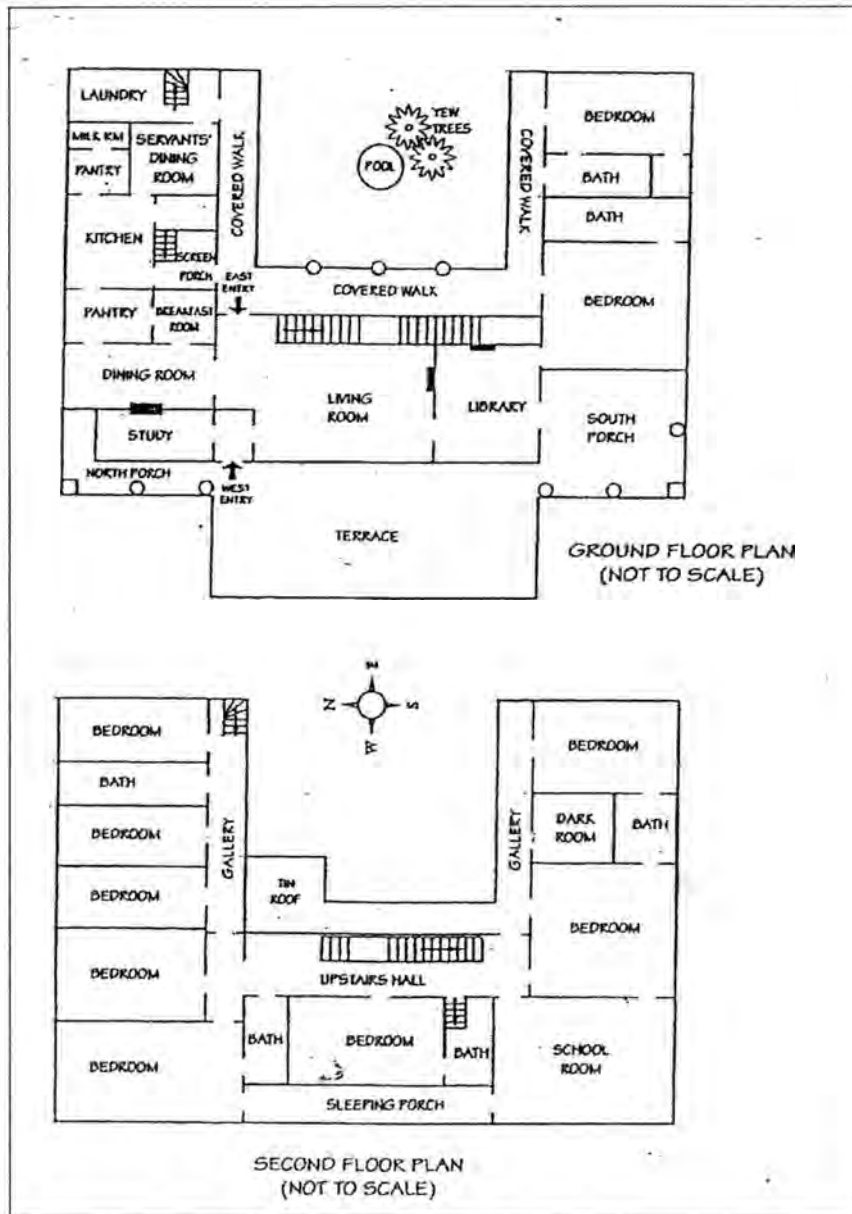 LAUNDRY
MILK RM
SERVANTS'
DINING
ROOM
PANTRY
KITCHEN
SCREEN
PORCH
PANTRY
BREAKFAST
ROOM
DINING ROOM
STUDY
NORTH PORCH
COVERED WALK
EAST
ENTRY
YEW
TREES
POOL
COVERED WALK
COVERED WALK
LIVING
ROOM
LIBRARY
WEST
ENTRY
TERRACE
BEDROOM
BATH
BATH
BEDROOM
SOUTH
PORCH
GROUND FLOOR PLAN
(NOT TO SCALE)
E
N
S
W
BEDROOM
BATH
BEDROOM
BEDROOM
BEDROOM
BEDROOM
GALLERY
TIN
ROOF
UPSTAIRS HALL
BATH
BEDROOM
BATH
SLEEPING PORCH
GALLERY
BEDROOM
DARK
ROOM
BATH
BEDROOM
SCHOOL
ROOM
SECOND FLOOR PLAN
(NOT TO SCALE)